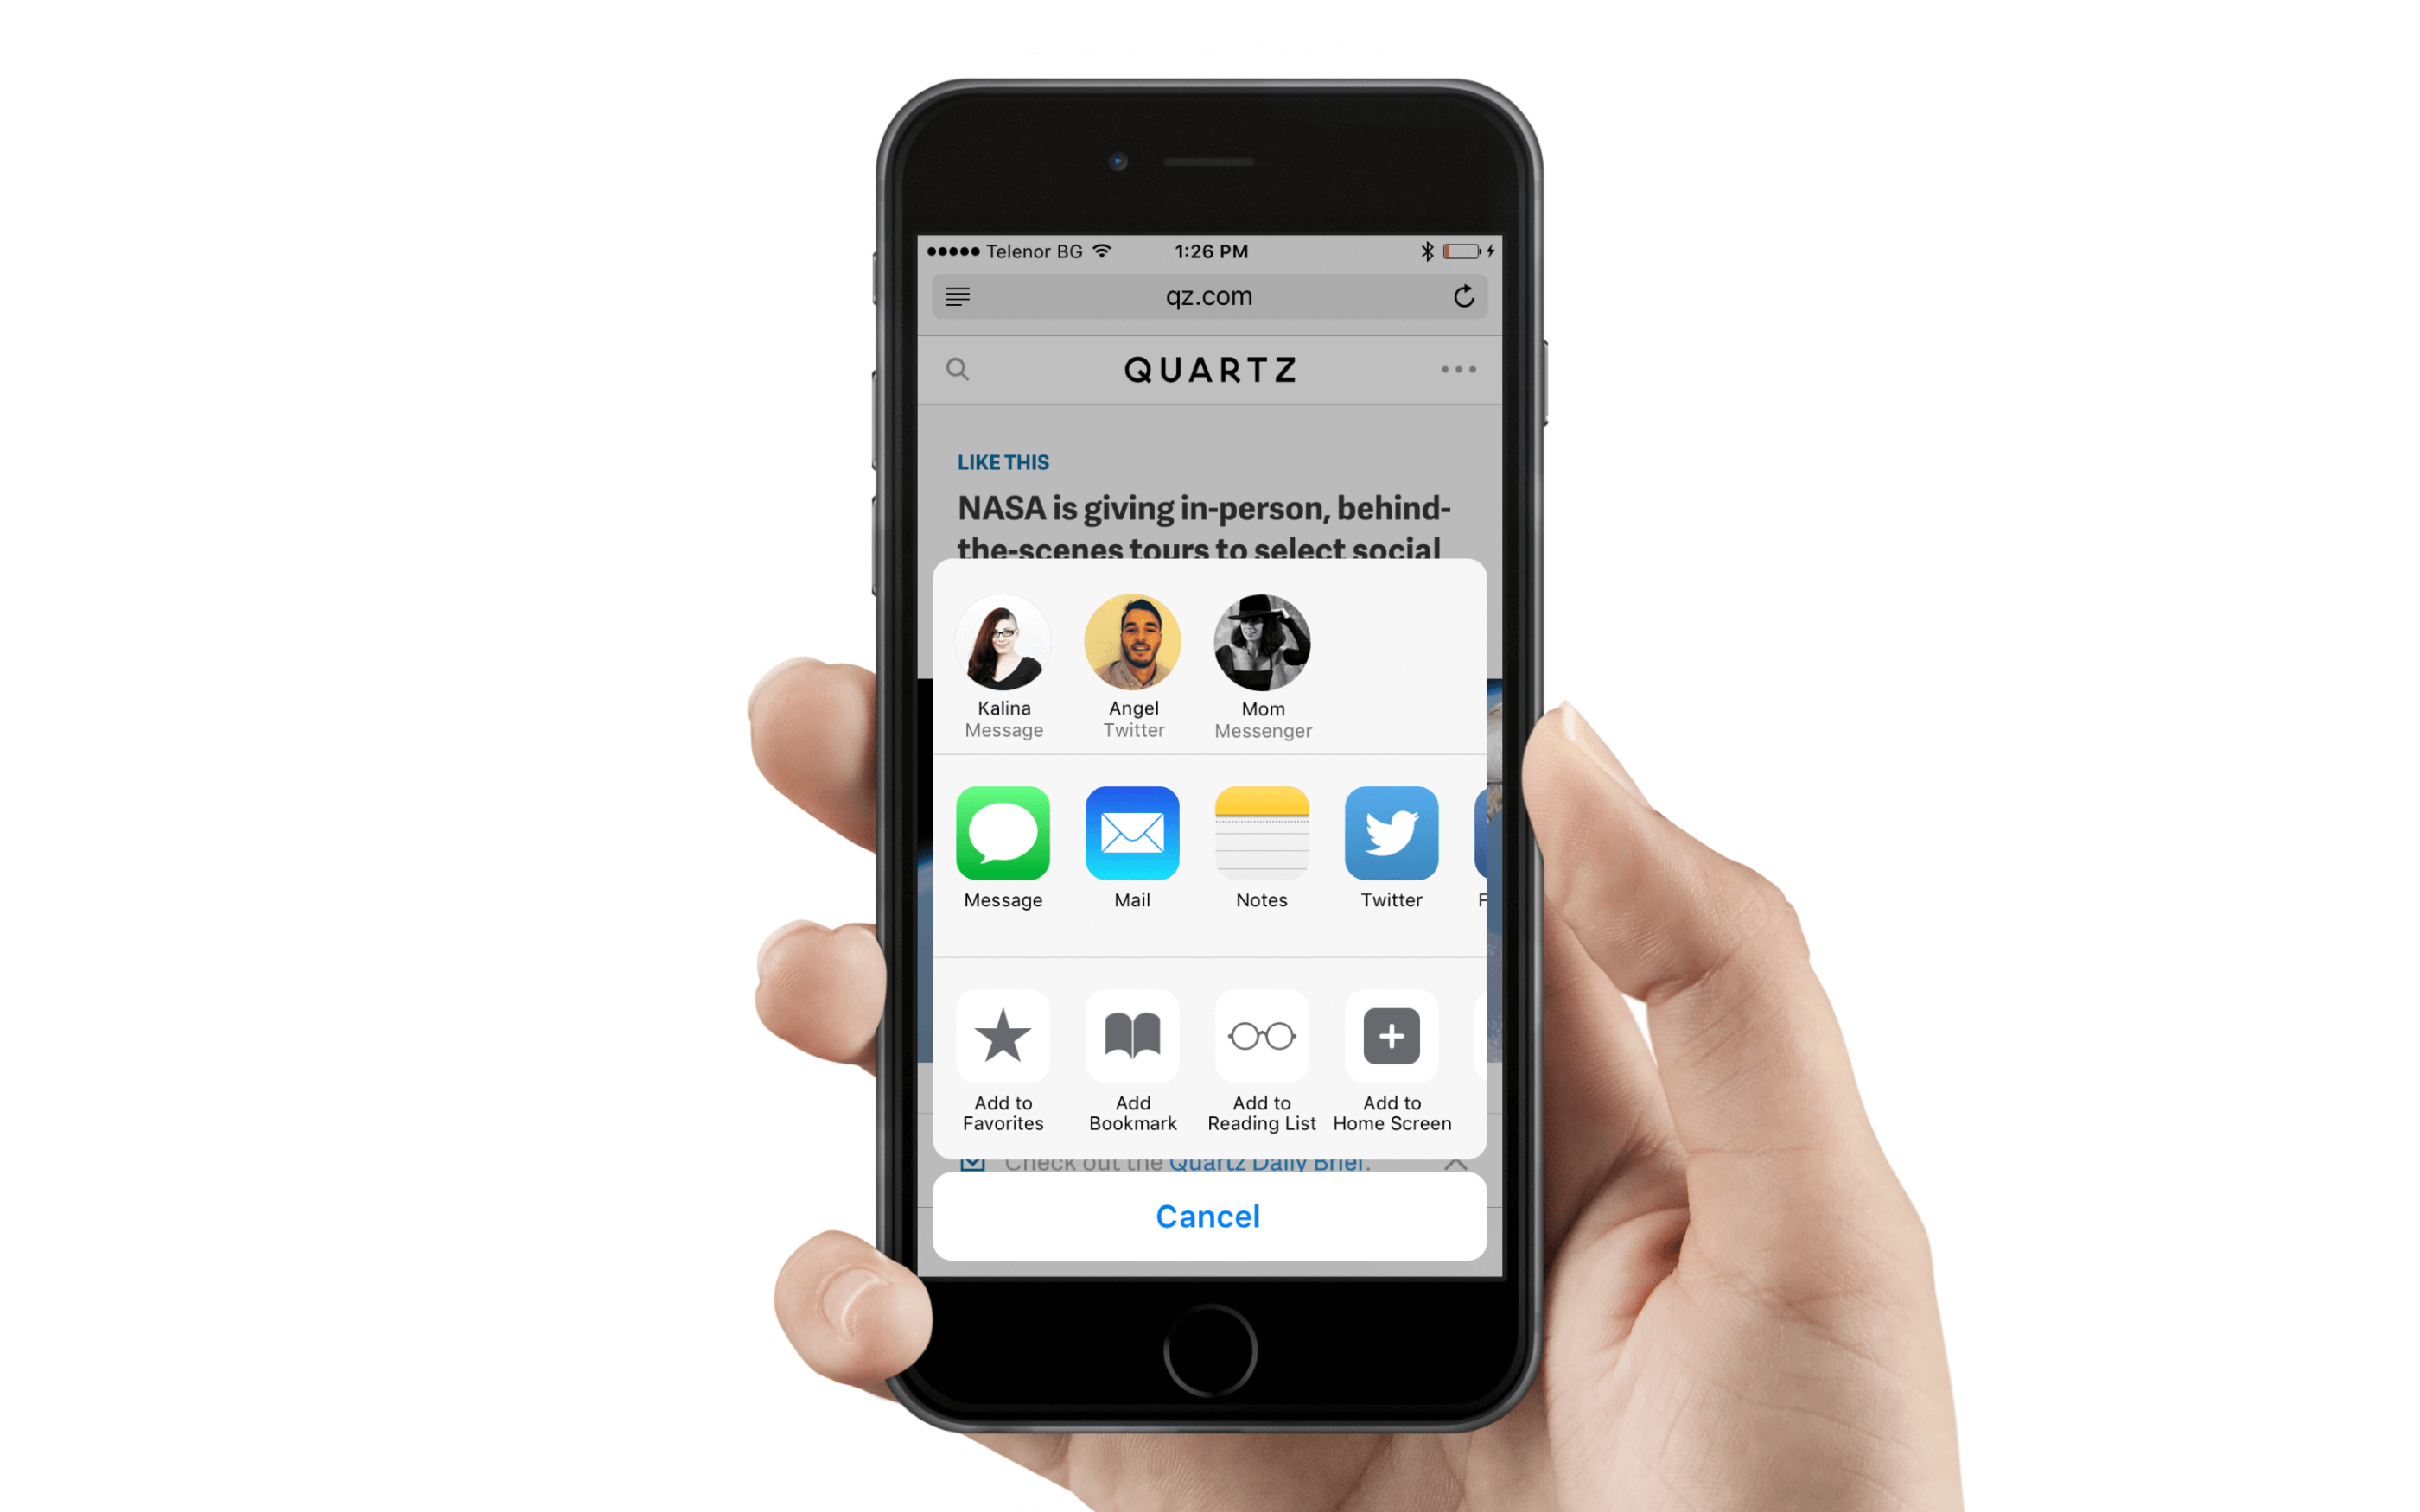 Telenor BG 1:26 PM
qz.com
QUARTZ
LIKE THIS
NASA is giving in-person, behind-
the-scenes tours to select social
Kalina Angel Mom
Message Twitter Messenger
Message Mail Notes Twitter F
Add to Add Add to Add to
Favorites Bookmark Reading List Home Screen
Check out the Quartz Daily Brief.
Cancel